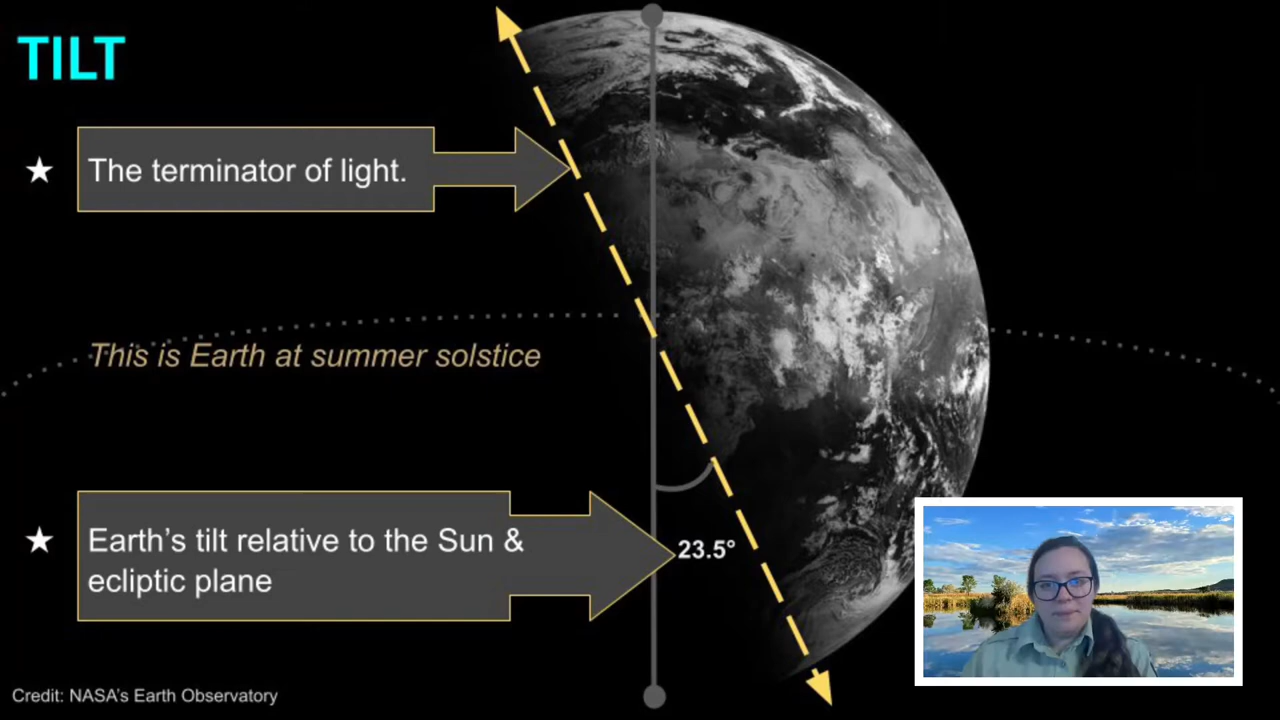 TILT
The terminator of light.
This is Earth at summer solstice
Earth’s tilt relative to the Sun &
ecliptic plane
23.5°
Credit: NASA’s Earth Observatory